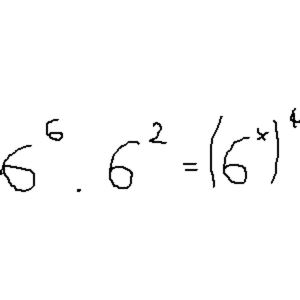 6⁶ · 6² = (6ˣ)⁴